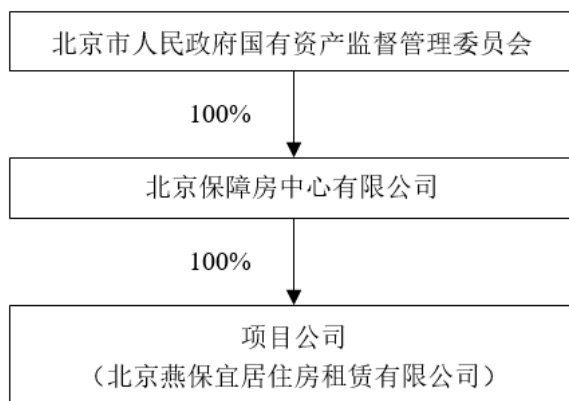 北京市人民政府国有资产监督管理委员会
100%
北京保障房中心有限公司
100%
项目公司
（北京燕保宜居住房租赁有限公司）